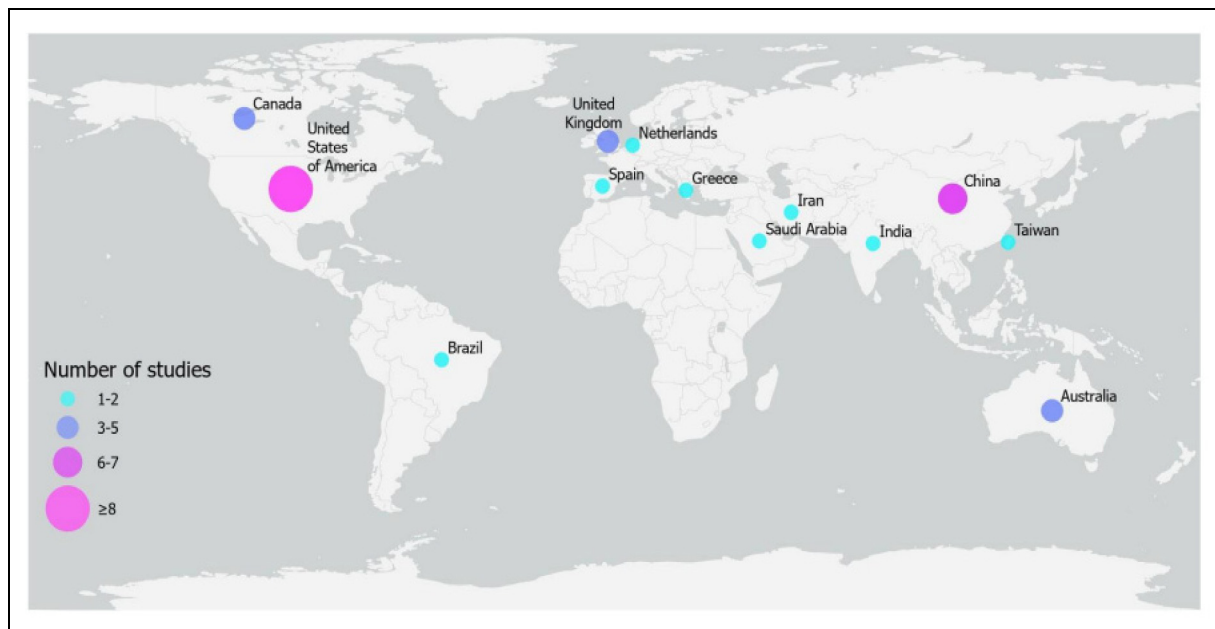 Canada
United
States
of America
United
Kingdom
Netherlands
Spain
Greece
China
Iran
Saudi Arabia
India
Taiwan
Brazil
Australia
Number of studies
1-2
3-5
6-7
≥8